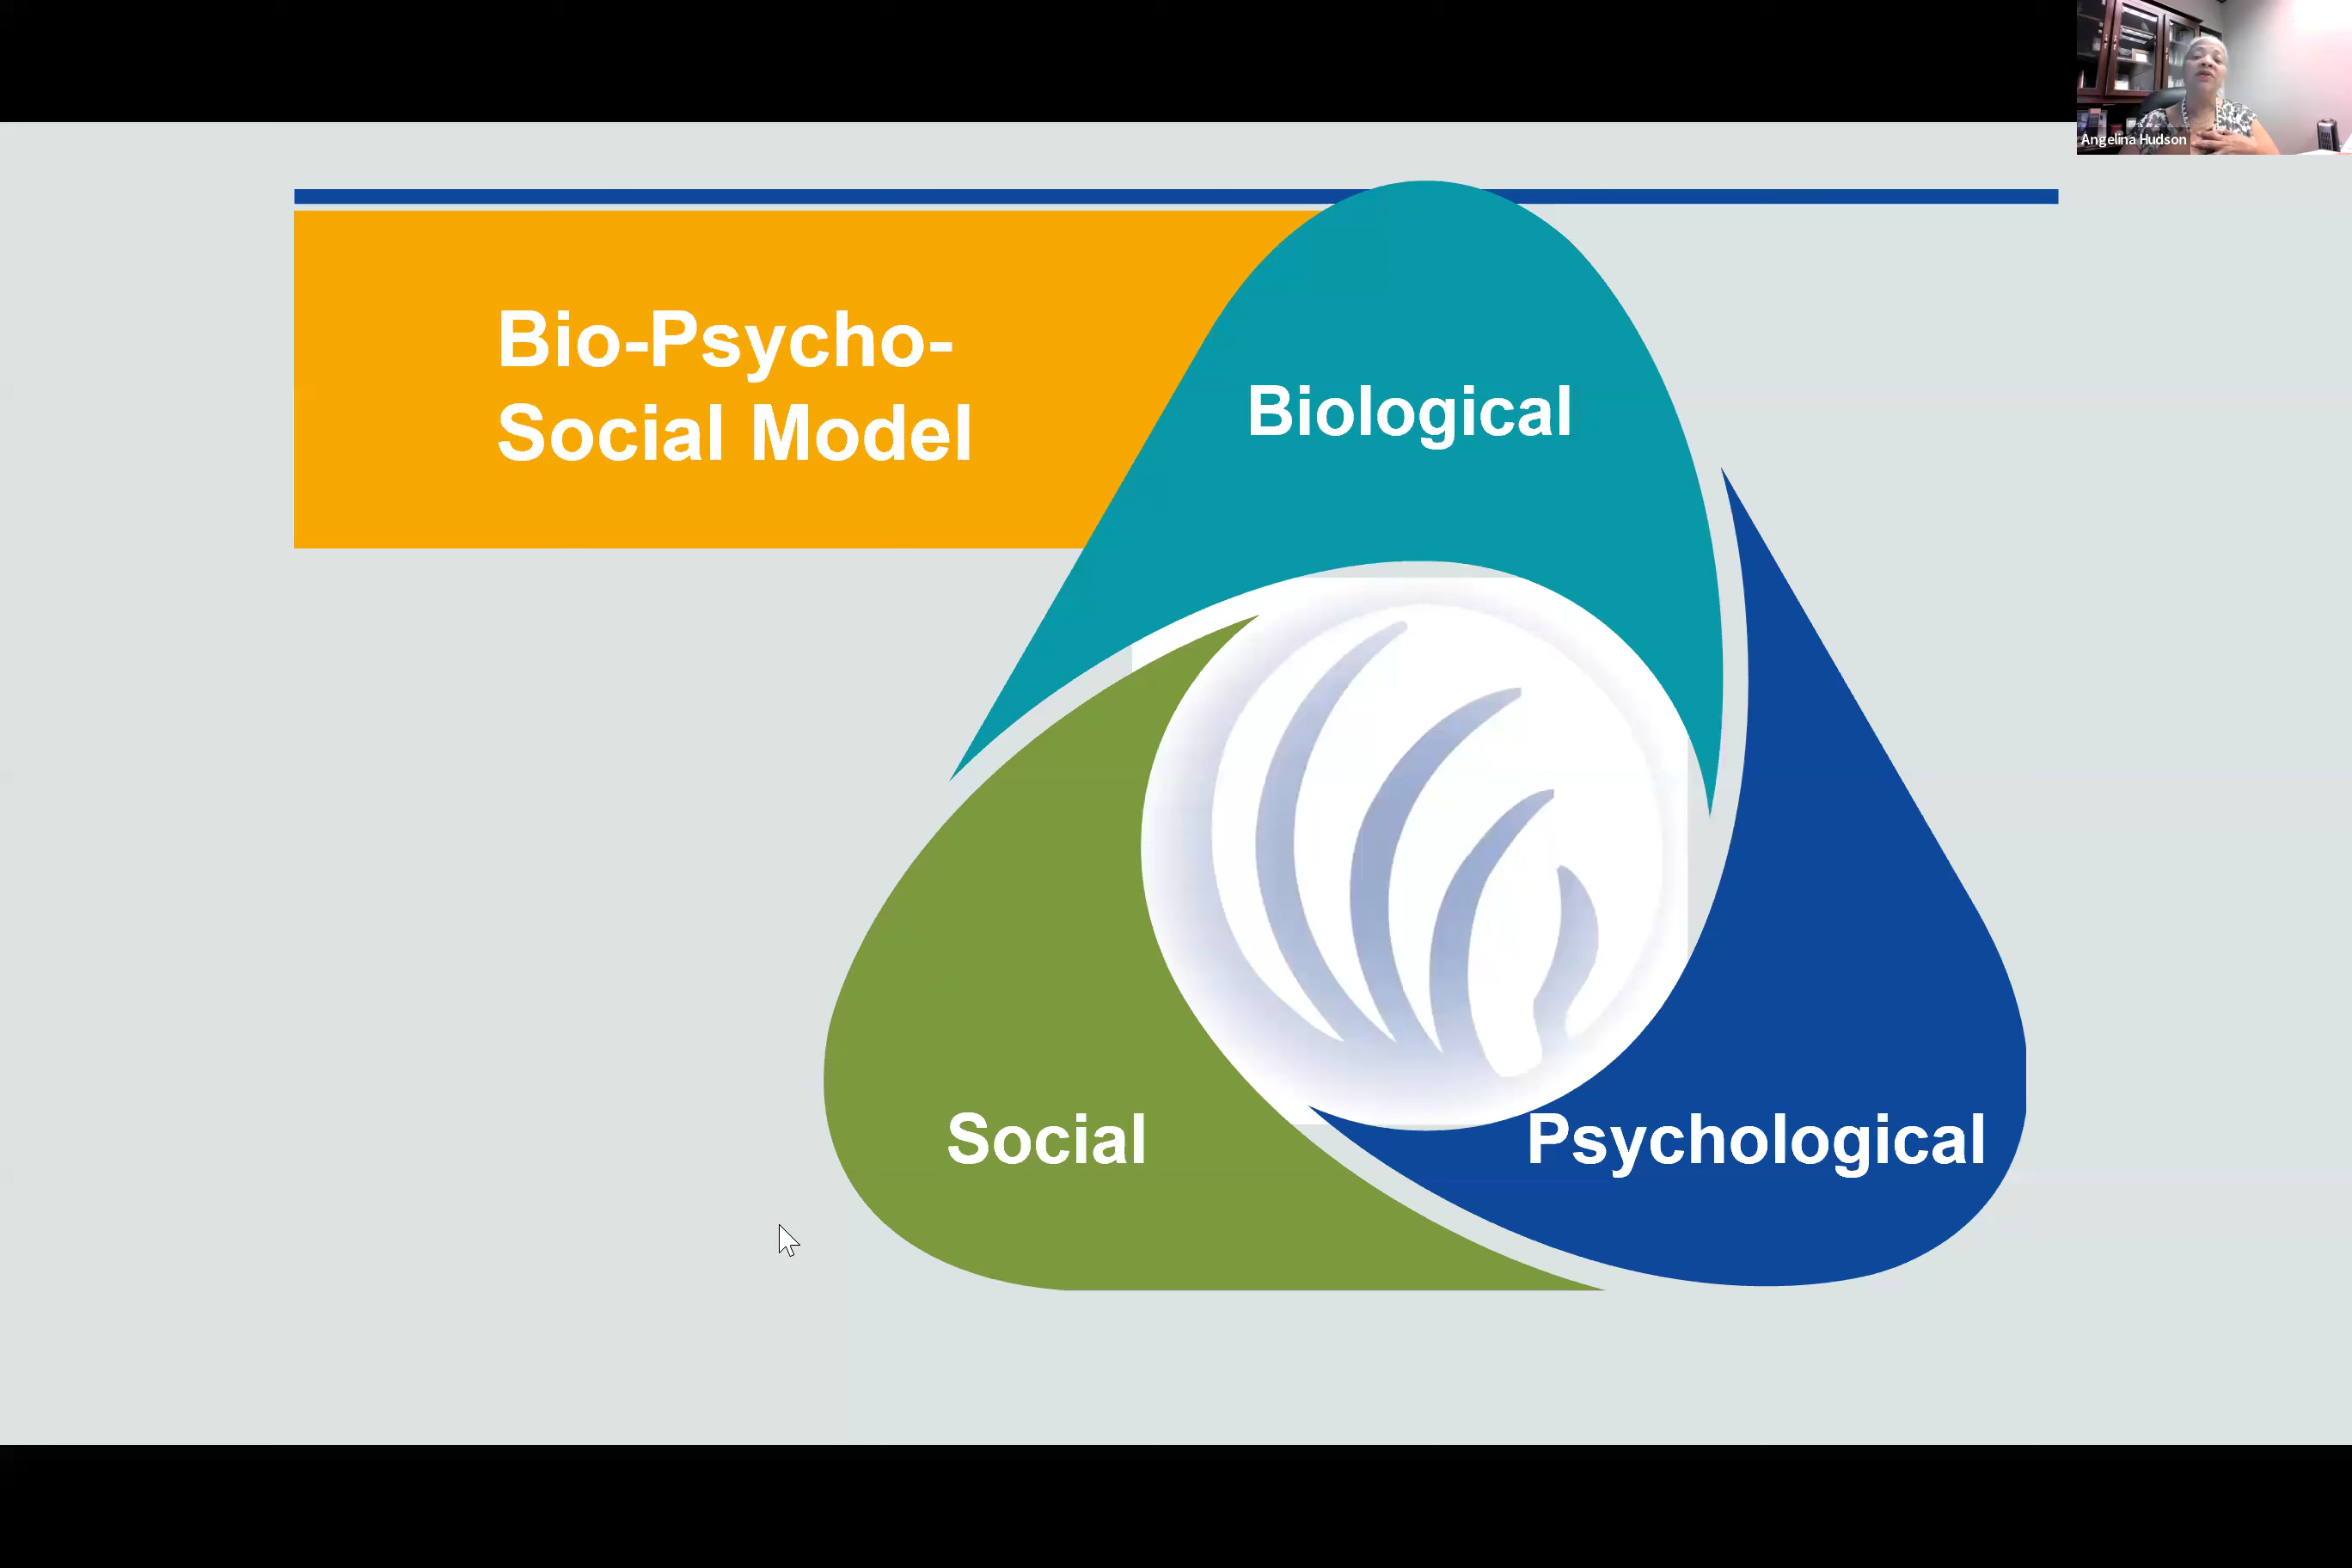 Angelina Hudson
Bio-Psycho-
Social Model
Biological
Social
Psychological